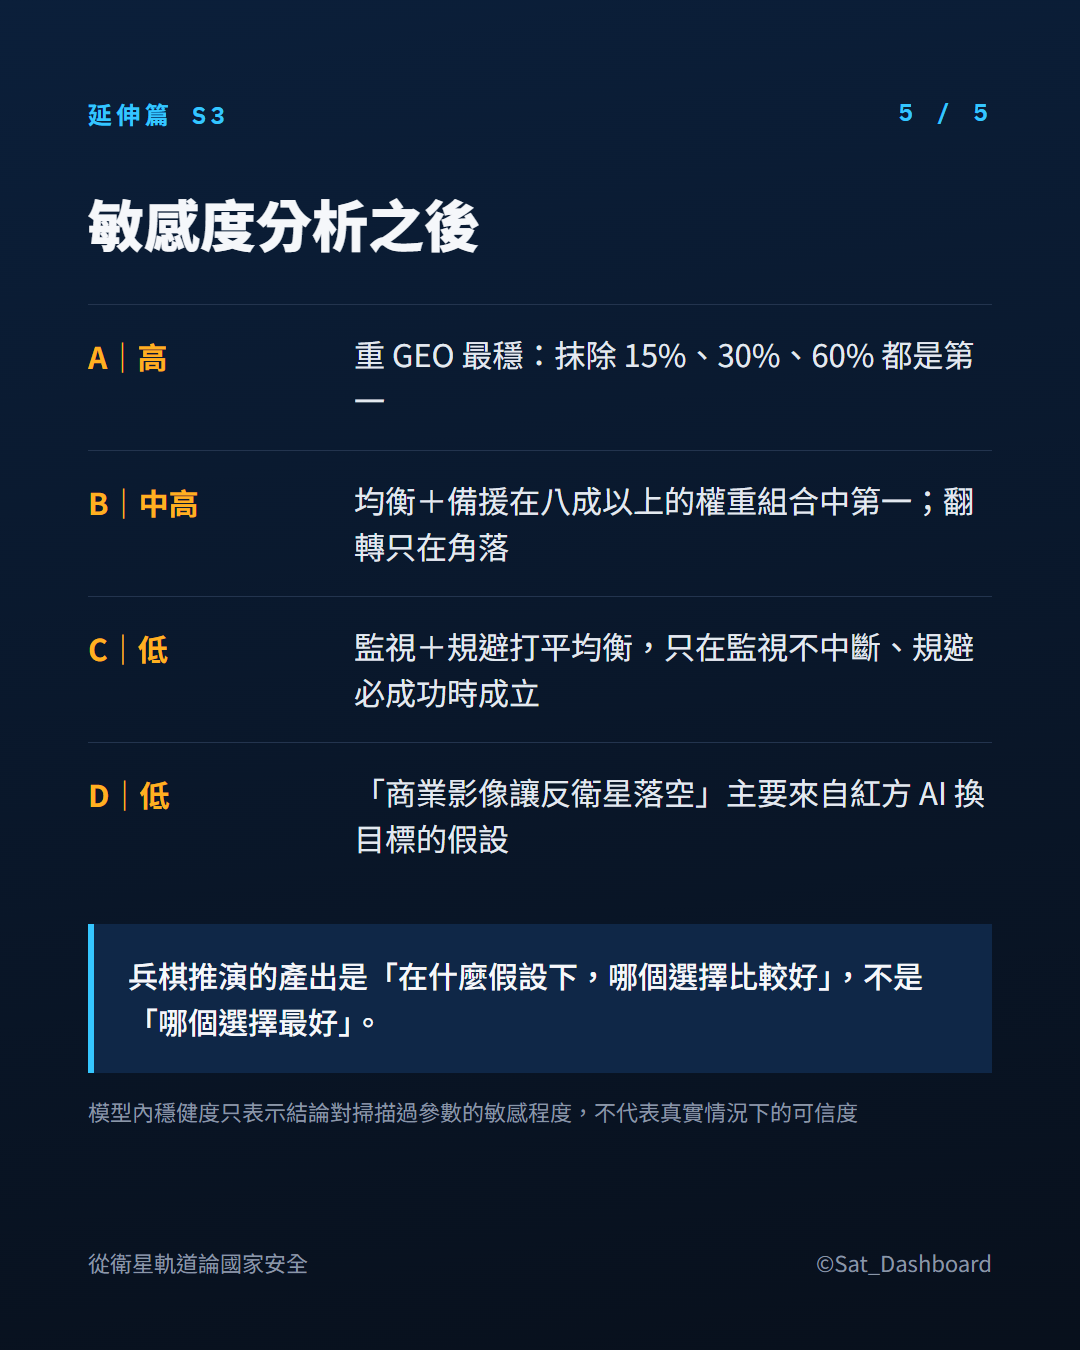 延伸篇 S3
5 / 5
敏感度分析之後
A｜高
重 GEO 最穩：抹除 15%、30%、60% 都是第
一
B｜中高
均衡＋備援在八成以上的權重組合中第一；翻
轉只在角落
C｜低
監視＋規避打平均衡，只在監視不中斷、規避
必成功時成立
D｜低
「商業影像讓反衛星落空」主要來自紅方 AI 換
目標的假設
兵棋推演的產出是「在什麼假設下，哪個選擇比較好」，不是
「哪個選擇最好」。
模型內穩健度只表示結論對掃描過參數的敏感程度，不代表真實情況下的可信度
從衛星軌道論國家安全
©Sat_Dashboard